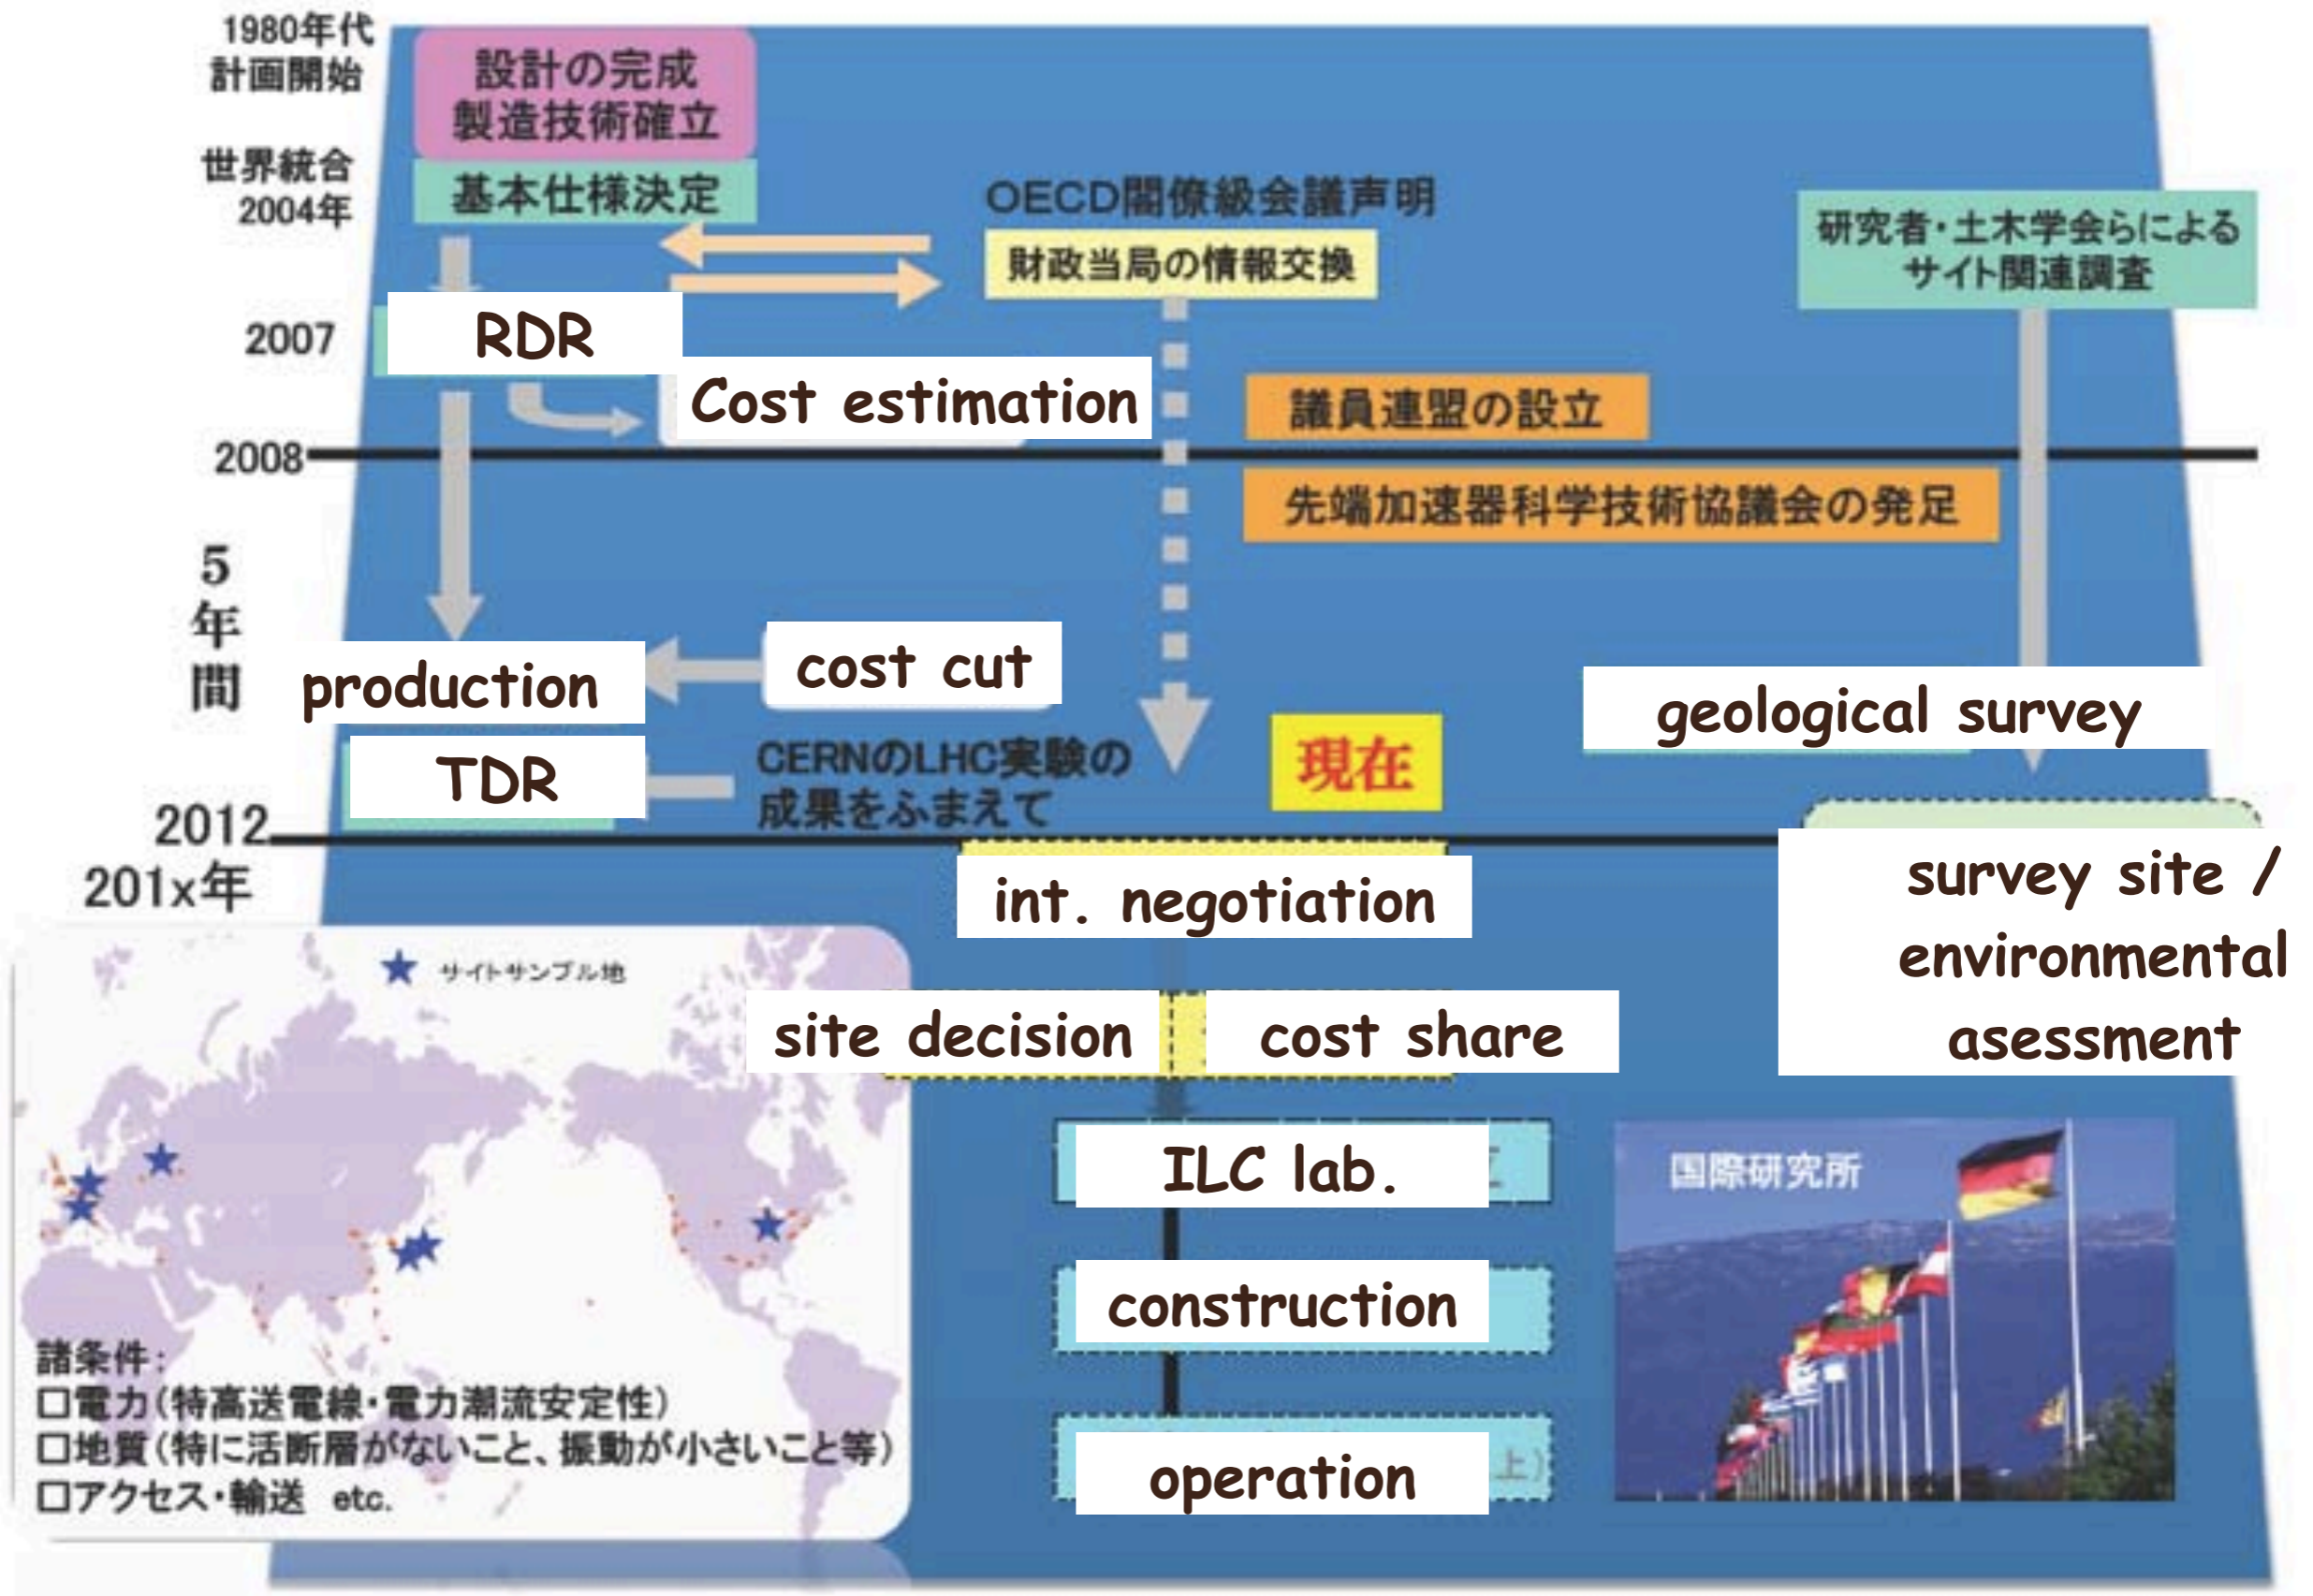 1980年代
計画開始
設計の完成
製造技術確立
世界統合
2004年
基本仕様決定
OECD閣僚級会議声明
財政当局の情報交換
研究者・土木学会らによる
サイト関連調査
2007
RDR
Cost estimation
議員連盟の設立
2008
先端加速器科学技術協議会の発足
5
年
間
production
cost cut
geological survey
TDR
CERNのLHC実験の
成果をふまえて
現在
2012
201x年
int. negotiation
survey site /
environmental
asessment
サイトサンプル地
site decision
cost share
ILC lab.
国際研究所
construction
諸条件:
□電力(特高送電線・電力潮流安定性)
□地質(特に活断層がないこと、振動が小さいこと等)
□アクセス・輸送 etc.
operation
上)